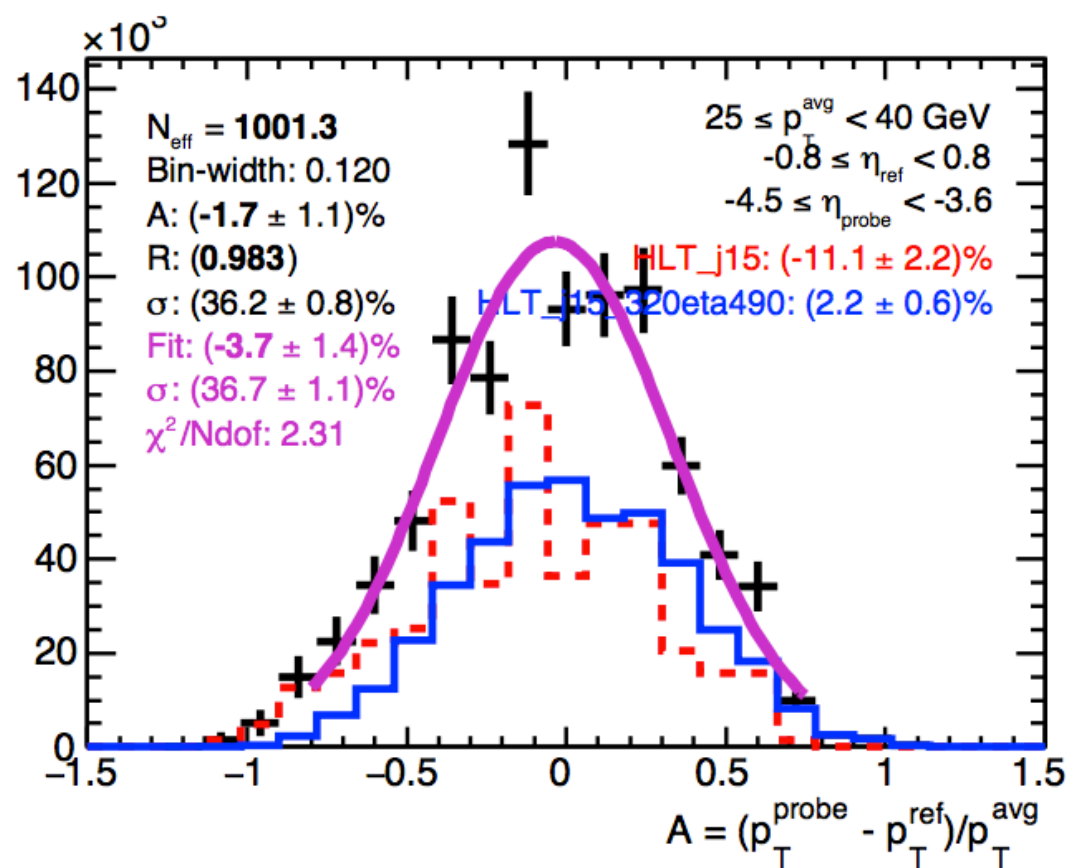 ×10³
140
120
100
80
60
40
20
0
N_eff = 1001.3
Bin-width: 0.120
A: (-1.7 ± 1.1)%
R: (0.983)
σ: (36.2 ± 0.8)%
Fit: (-3.7 ± 1.4)%
σ: (36.7 ± 1.1)%
χ²/Ndof: 2.31
25 ≤ p_T^avg < 40 GeV
-0.8 ≤ η_ref < 0.8
-4.5 ≤ η_probe < -3.6
HLT_j15: (-11.1 ± 2.2)%
HLT_j15_320eta490: (2.2 ± 0.6)%
−1.5 −1 −0.5 0 0.5 1 1.5
A = (p_T^probe - p_T^ref)/p_T^avg